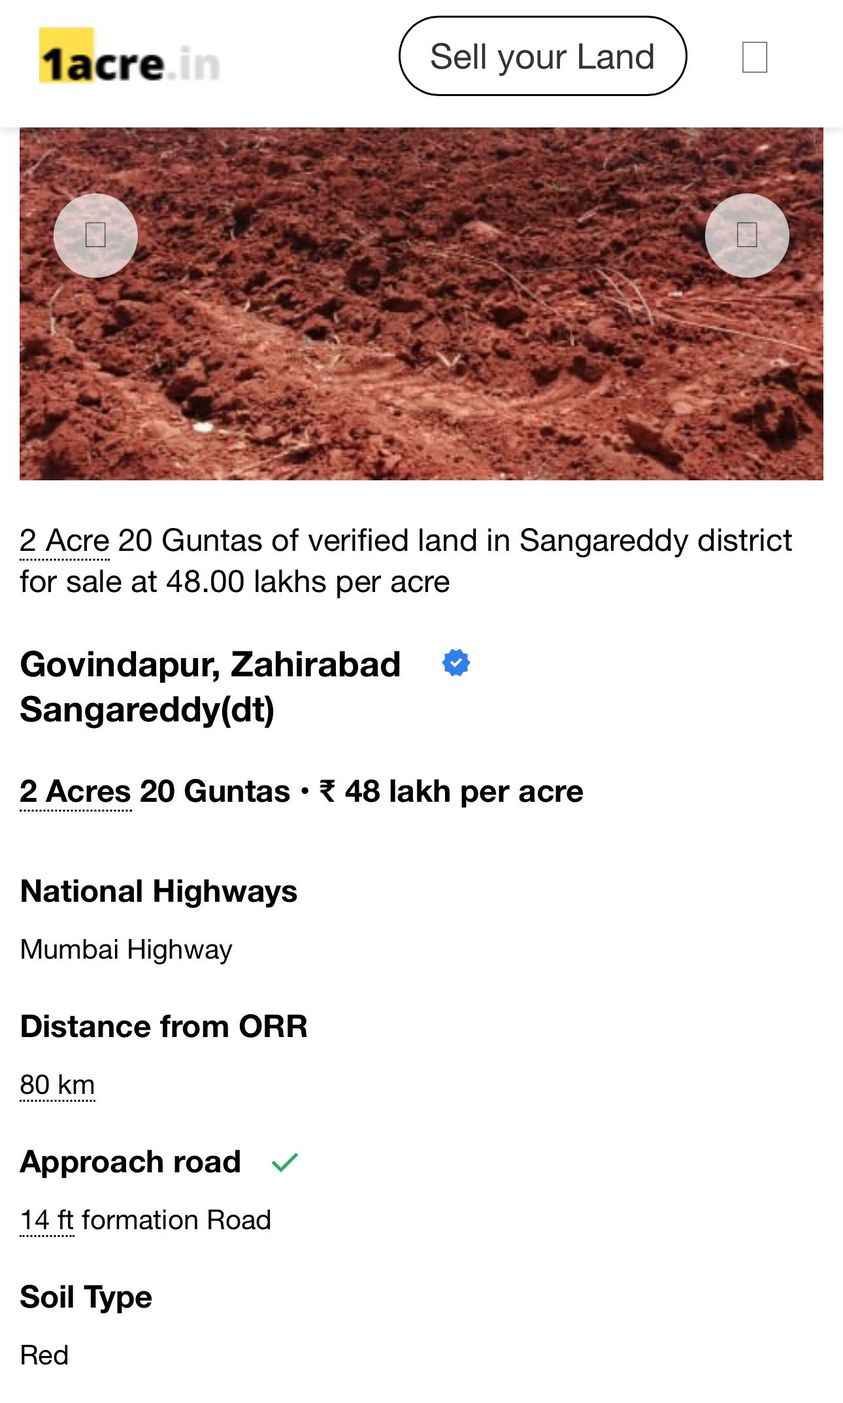 1acre.in
Sell your Land
2 Acre 20 Guntas of verified land in Sangareddy district
for sale at 48.00 lakhs per acre
Govindapur, Zahirabad
Sangareddy(dt)
2 Acres 20 Guntas • ₹ 48 lakh per acre
National Highways
Mumbai Highway
Distance from ORR
80 km
Approach road
14 ft formation Road
Soil Type
Red